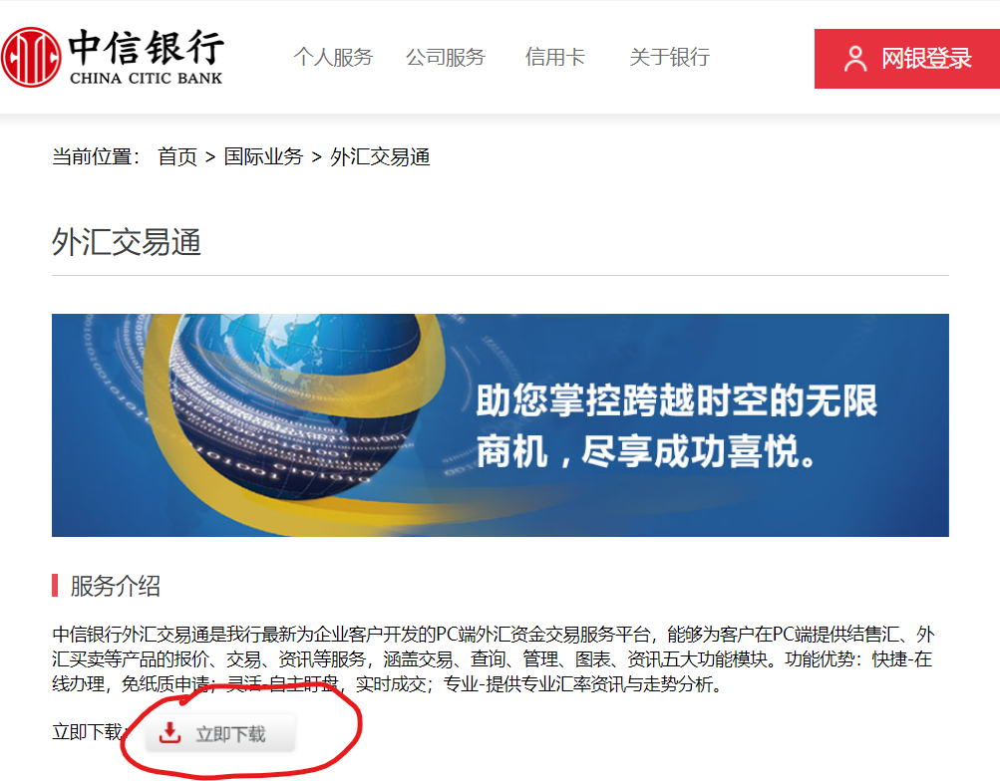 中信银行
CHINA CITIC BANK
个人服务 公司服务 信用卡 关于银行 网银登录
当前位置： 首页 > 国际业务 > 外汇交易通
外汇交易通
助您掌控跨越时空的无限
商机，尽享成功喜悦。
服务介绍
中信银行外汇交易通是我行最新为企业客户开发的PC端外汇资金交易服务平台，能够为客户在PC端提供结售汇、外
汇买卖等产品的报价、交易、资讯等服务，涵盖交易、查询、管理、图表、资讯五大功能模块。功能优势：快捷-在
线办理，免纸质申请；灵活-自主盯盘，实时成交；专业-提供专业汇率资讯与走势分析。
立即下载： 立即下载